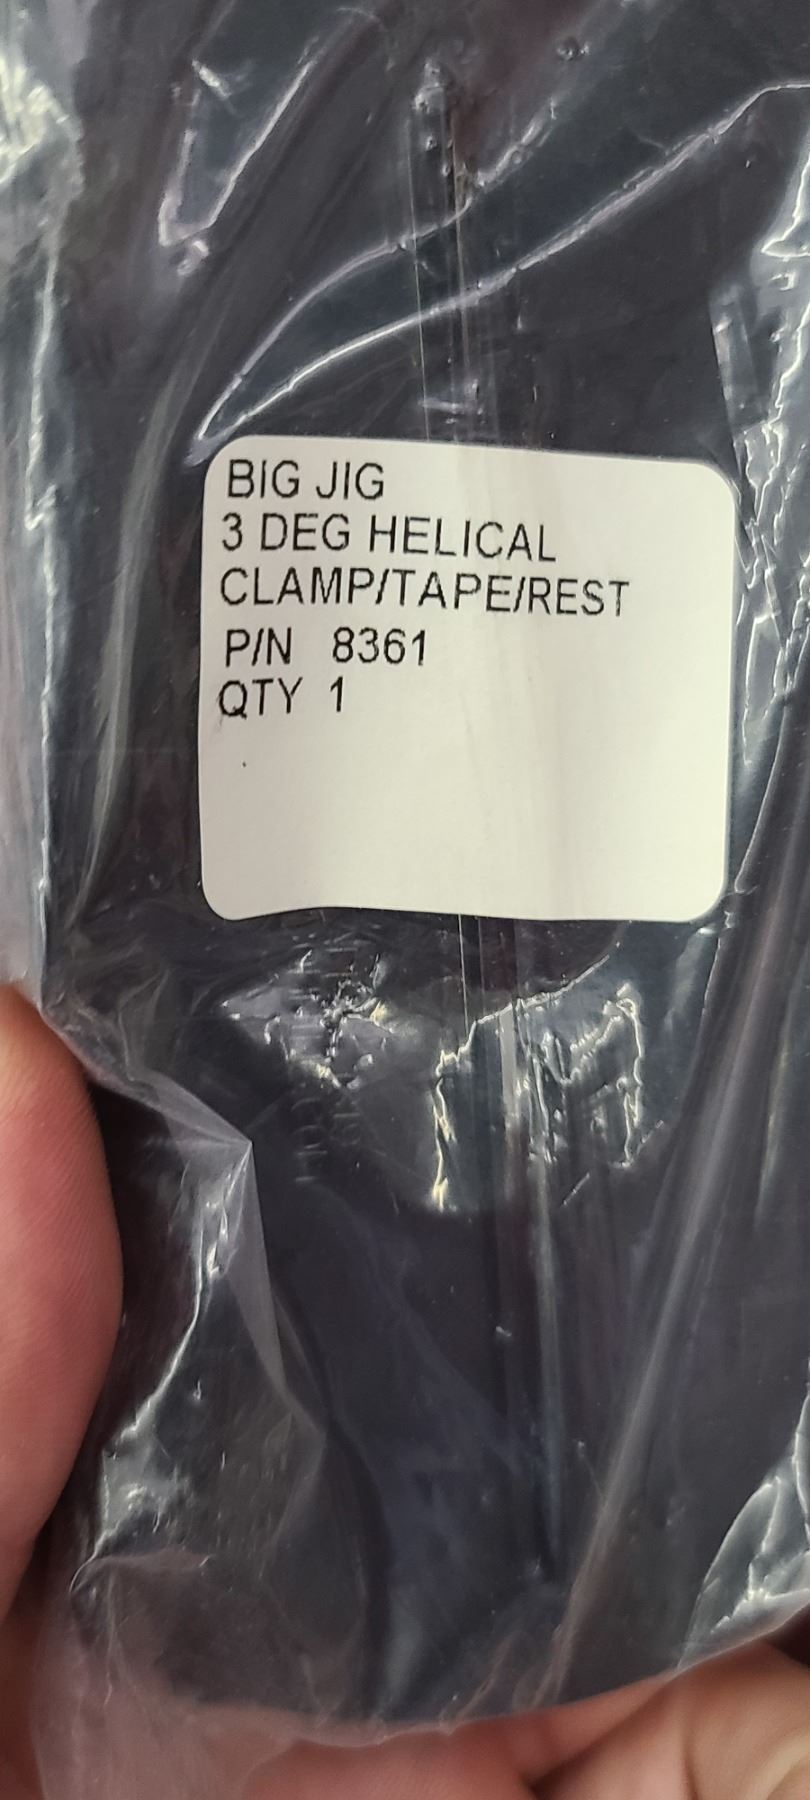 BIG JIG
3 DEG HELICAL
CLAMP/TAPE/REST
P/N 8361
QTY 1